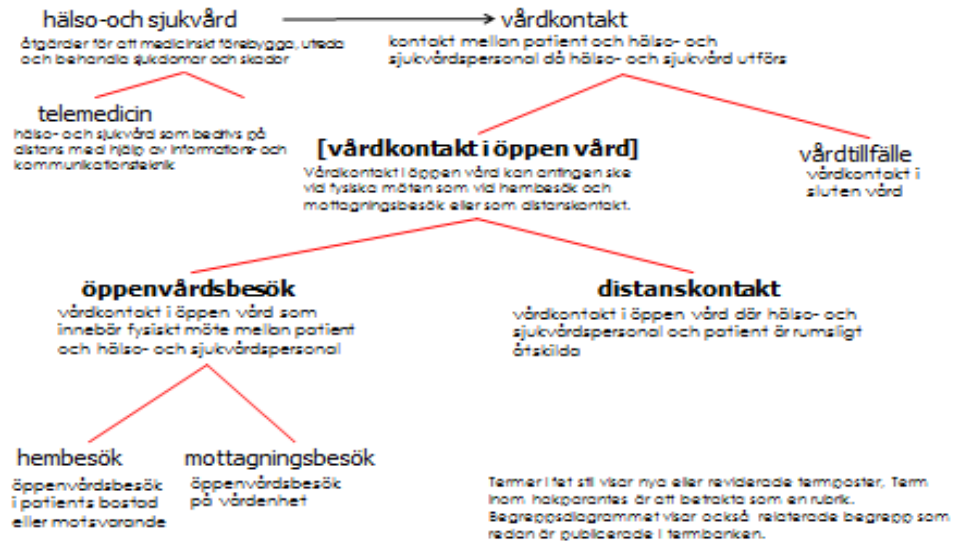 hälso-och sjukvård
åtgärder för att medicinskt förebygga, utreda
och behandla sjukdomar och skador
vårdkontakt
kontakt mellan patient och hälso- och
sjukvårdspersonal då hälso- och sjukvård utförs
telemedicin
hälso- och sjukvård som bedrivs på
distans med hjälp av informations- och
kommunikationsteknik
[vårdkontakt i öppen vård]
Vårdkontakt i öppen vård kan antingen ske
vid fysiska möten som vid hembesök och
mottagningsbesök eller som distanskontakt.
vårdtillfälle
vårdkontakt i
sluten vård
öppenvårdsbesök
vårdkontakt i öppen vård som
innebär fysiskt möte mellan patient
och hälso- och sjukvårdspersonal
distanskontakt
vårdkontakt i öppen vård där hälso- och
sjukvårdspersonal och patient är rumsligt
åtskilda
hembesök
öppenvårdsbesök
i patients bostad
eller motsvarande
mottagningsbesök
öppenvårdsbesök
på vårdenhet
Termer i fet stil visar nya eller reviderade termposter, Term
inom hakparantes är att betrakta som en rubrik.
Begreppsdiagrammet visar också relaterade begrepp som
redan är publicerade i termbanken.